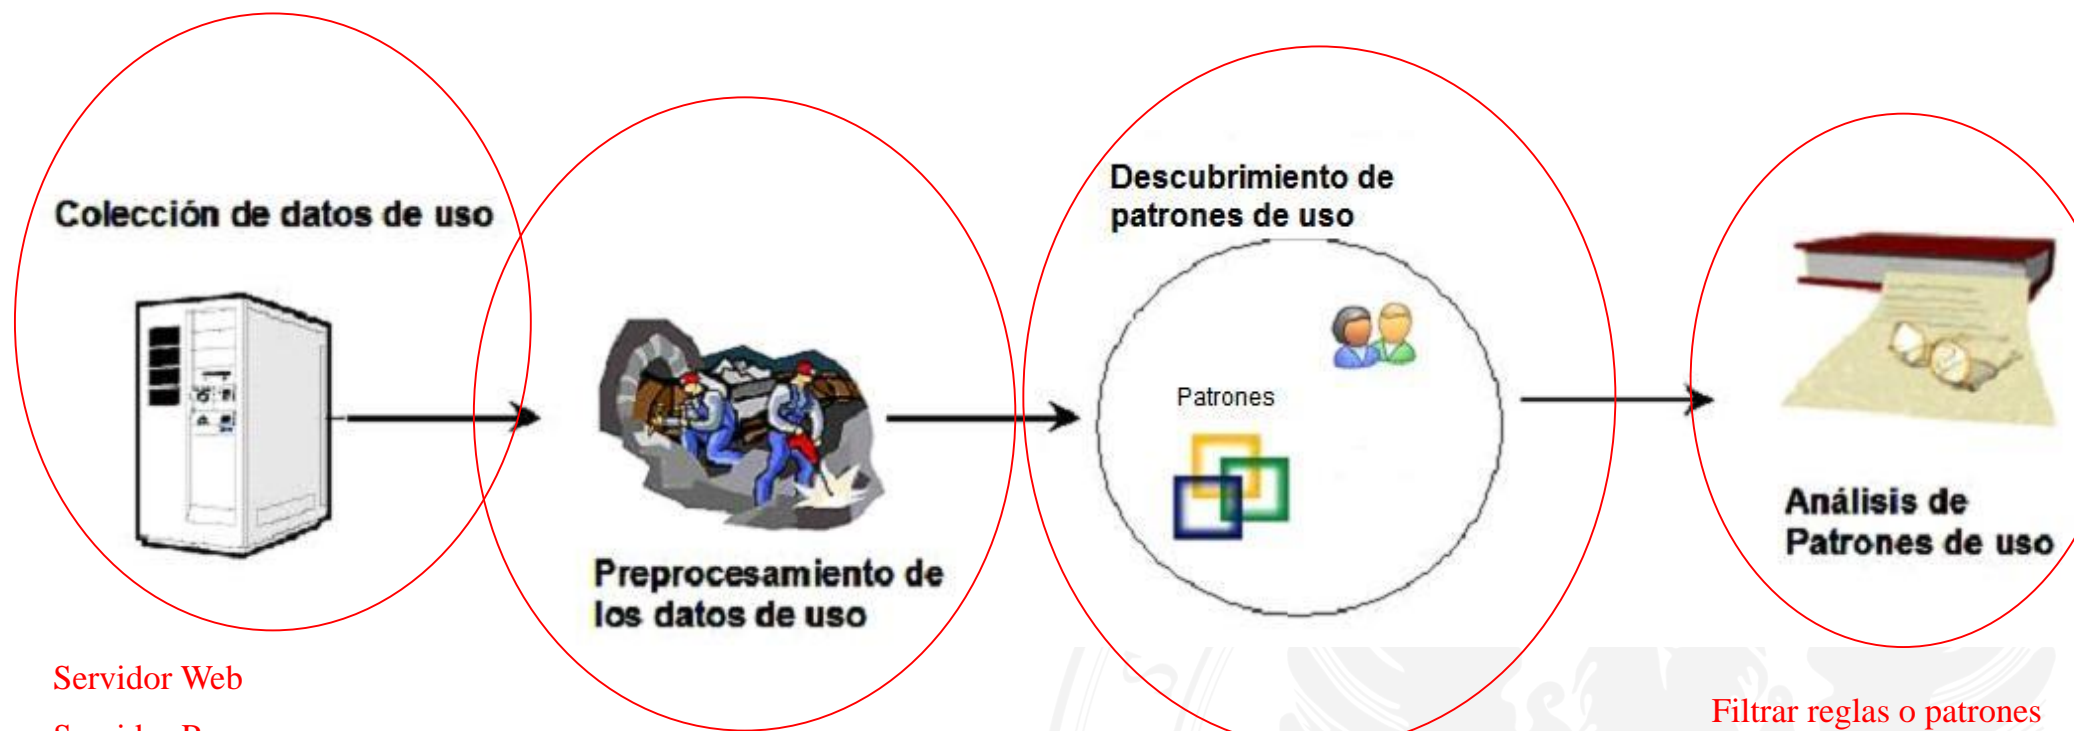 Colección de datos de uso
Preprocesamiento de
los datos de uso
Descubrimiento de
patrones de uso
Patrones
Análisis de
Patrones de uso
Servidor Web
Filtrar reglas o patrones